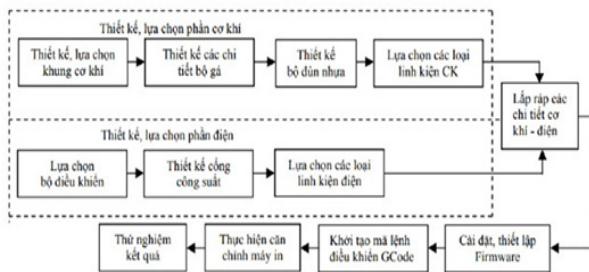 Thiết kế, lựa chọn phần cơ khí
Thiết kế, lựa chọn
khung cơ khí
Thiết kế các chi
tiết bộ gá
Thiết kế
bộ đùn nhựa
Lựa chọn các loại
linh kiện CK
Lắp ráp các
chi tiết cơ
khí - điện
Thiết kế, lựa chọn phần điện
Lựa chọn
bộ điều khiển
Thiết kế cổng
công suất
Lựa chọn các loại
linh kiện điện
Thử nghiệm
kết quả
Thực hiện căn
chỉnh máy in
Khởi tạo mã lệnh
điều khiển GCode
Cài đặt, thiết lập
Firmware